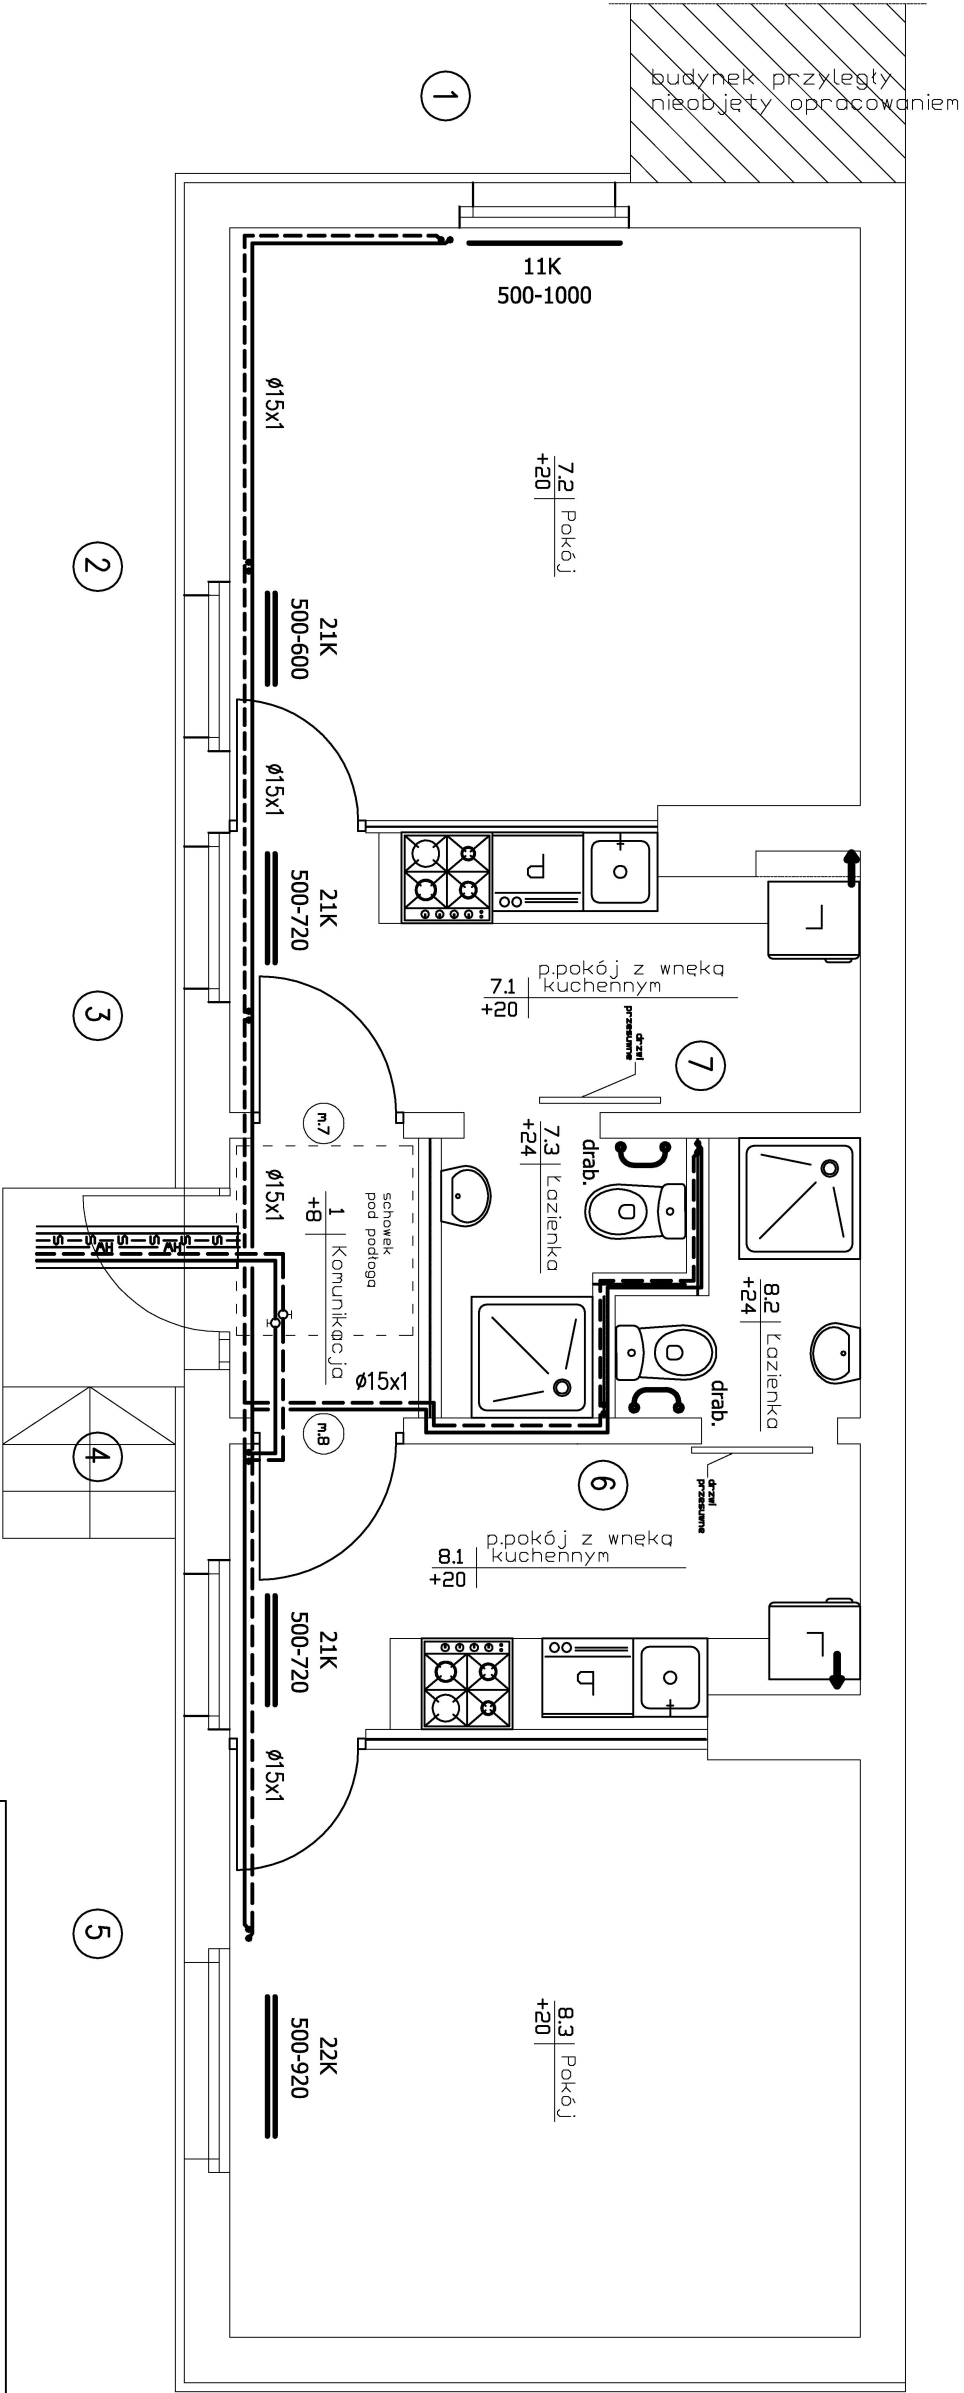 budynek przyległy
nieobjęty opracowaniem
1
11K
500-1000
ø15x1
7.2 Pokój
+20
2
21K
500-600
ø15x1
21K
500-720
P
L
p.pokój z wnęką
7.1 kuchennym
+20
3
drzwi
przesuwne
7
m.7
7.3 Łazienka
+24
drab.
ø15x1
schowek
pod podłogą
1 Komunikacja
+8
S S S S S
HW HW
8.2 Łazienka
+24
drab.
ø15x1
m.8
4
6
drzwi
przesuwne
p.pokój z wnęką
8.1 kuchennym
+20
21K
500-720
P
L
ø15x1
5
22K
500-920
8.3 Pokój
+20